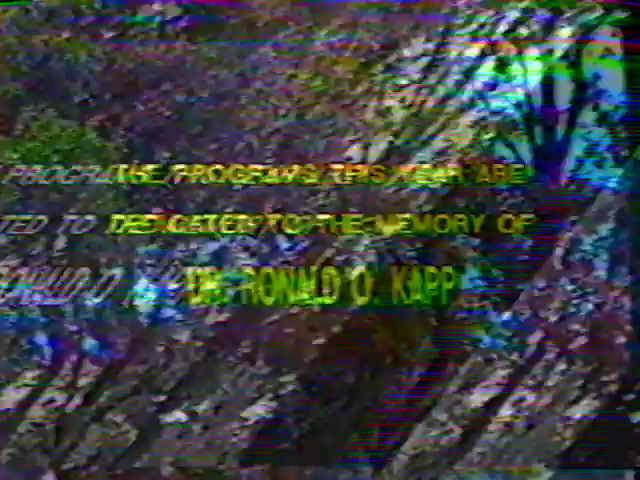 THE PROGRAMS THIS YEAR ARE
DEDICATED TO THE MEMORY OF
DR. RONALD O. KAPP